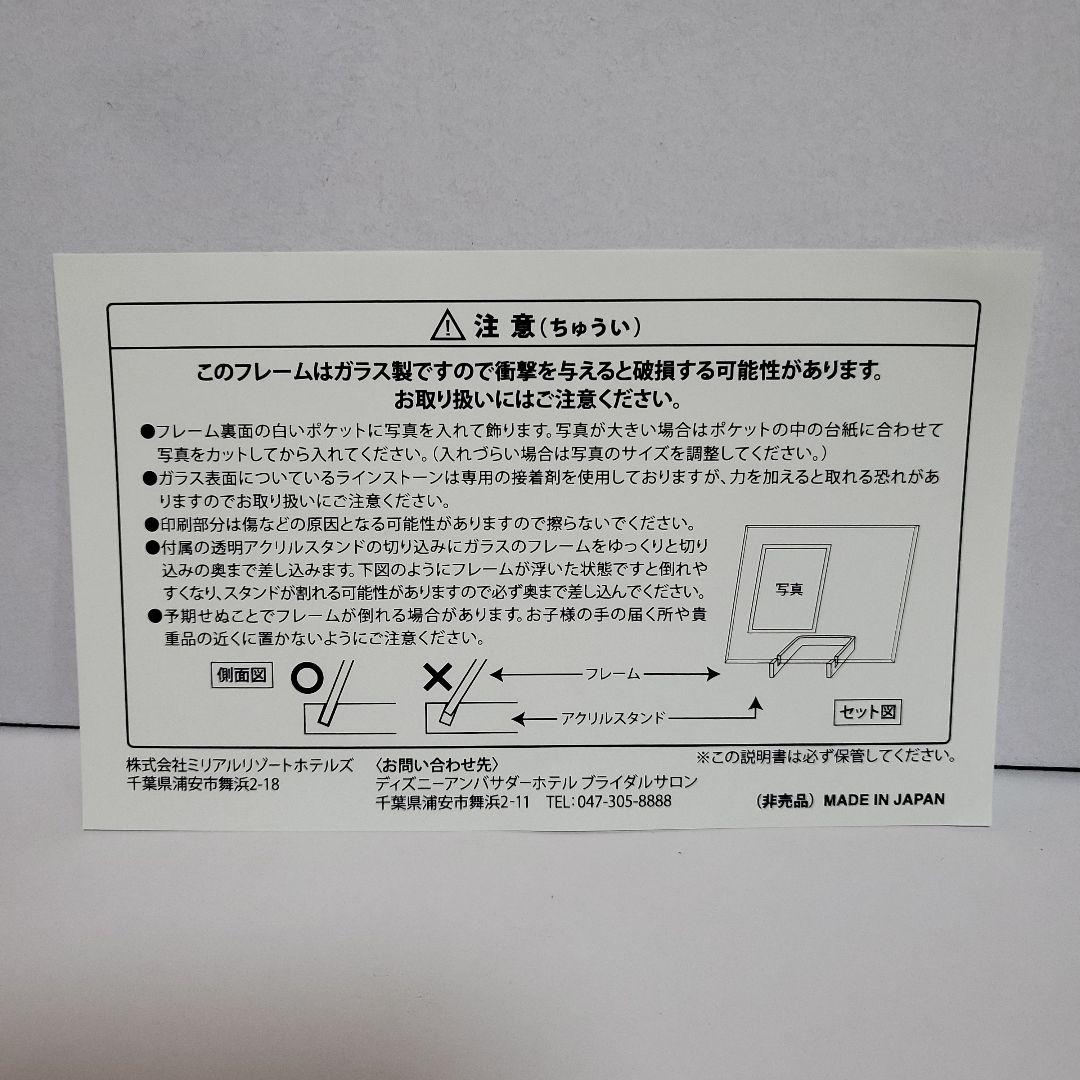 ⚠ 注 意(ちゅうい)
このフレームはガラス製ですので衝撃を与えると破損する可能性があります。
お取り扱いにはご注意ください。
●フレーム裏面の白いポケットに写真を入れて飾ります。写真が大きい場合はポケットの中の台紙に合わせて
写真をカットしてから入れてください。(入れづらい場合は写真のサイズを調整してください。)
●ガラス表面についているラインストーンは専用の接着剤を使用しておりますが、力を加えると取れる恐れがあ
りますのでお取り扱いにご注意ください。
●印刷部分は傷などの原因となる可能性がありますので擦らないでください。
●付属の透明アクリルスタンドの切り込みにガラスのフレームをゆっくりと切り
込みの奥まで差し込みます。下図のようにフレームが浮いた状態ですと倒れや
すくなり、スタンドが割れる可能性がありますので必ず奥まで差し込んでください。
●予期せぬことでフレームが倒れる場合があります。お子様の手の届く所や貴
重品の近くに置かないようにご注意ください。
写真
側面図
フレーム
アクリルスタンド
セット図
※この説明書は必ず保管してください。
株式会社ミリアルリゾートホテルズ
千葉県浦安市舞浜2-18
〈お問い合わせ先〉
ディズニーアンバサダーホテル ブライダルサロン
千葉県浦安市舞浜2-11 TEL:047-305-8888
(非売品) MADE IN JAPAN